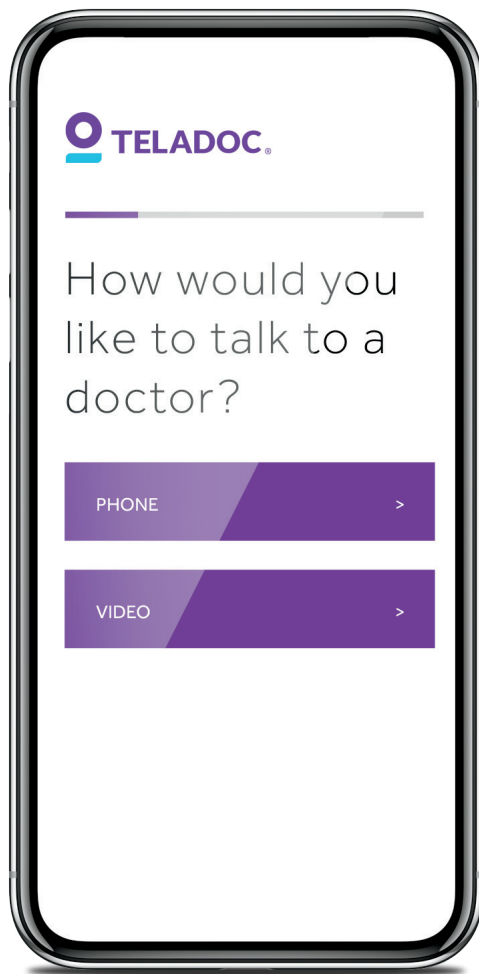 TELADOC®
How would you
like to talk to a
doctor?
PHONE >
VIDEO >